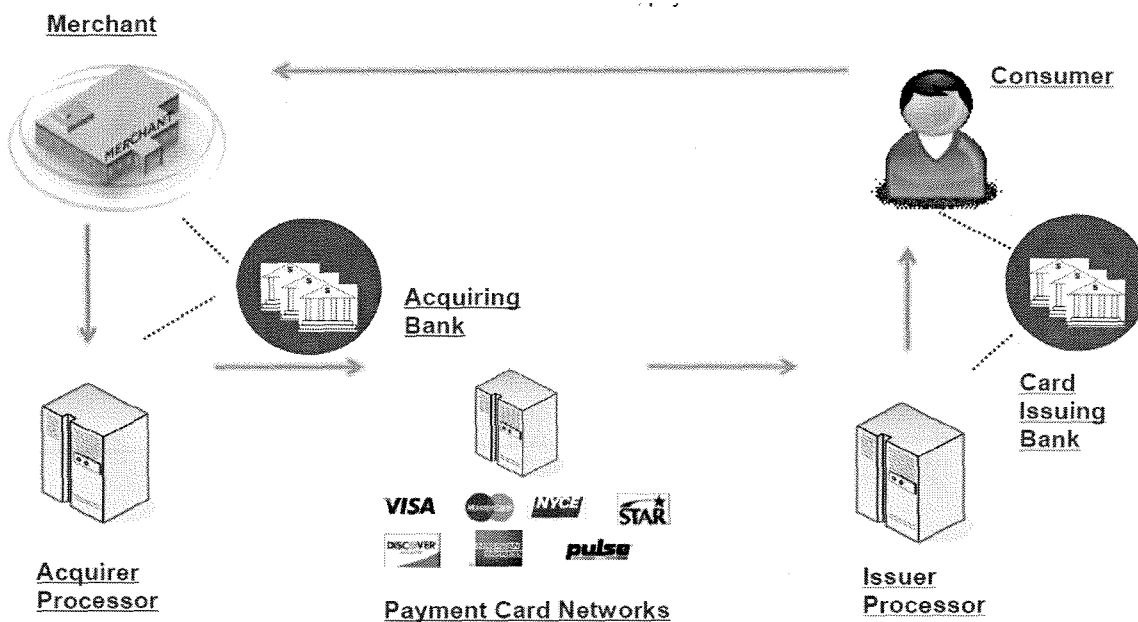 Merchant
Consumer
MERCHANT
Acquiring
Bank
Card
Issuing
Bank
VISA
NYCE
STAR
DISCOVER
pulse
Acquirer
Processor
Payment Card Networks
Issuer
Processor